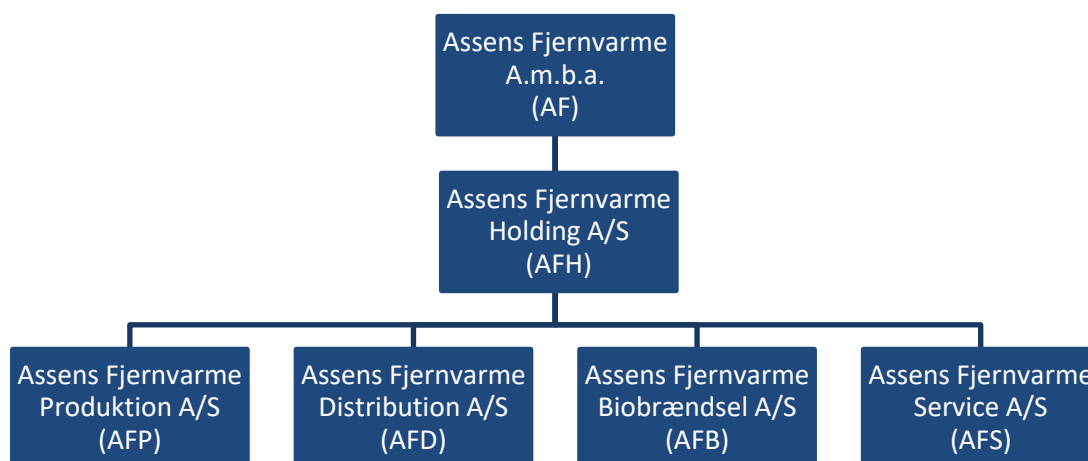 Assens Fjernvarme
A.m.b.a.
(AF)
Assens Fjernvarme
Holding A/S
(AFH)
Assens Fjernvarme
Produktion A/S
(AFP)
Assens Fjernvarme
Distribution A/S
(AFD)
Assens Fjernvarme
Biobrændsel A/S
(AFB)
Assens Fjernvarme
Service A/S
(AFS)